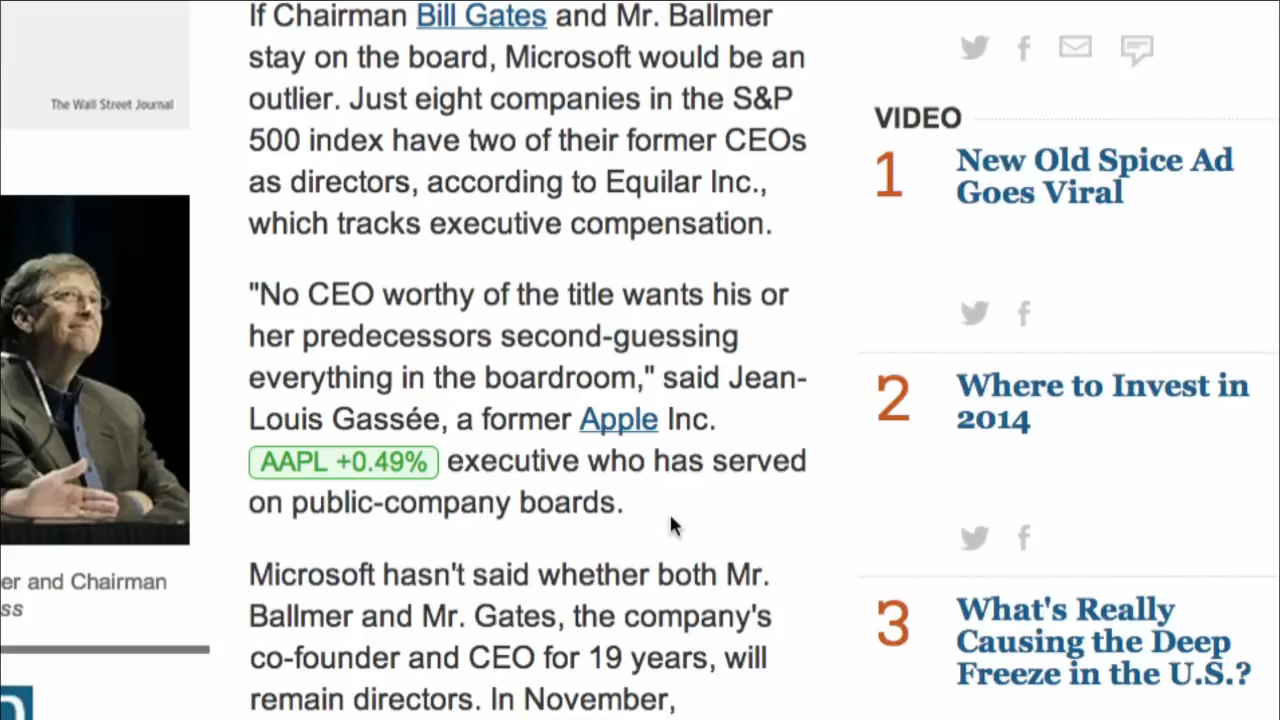 The Wall Street Journal
er and Chairman
ss
If Chairman Bill Gates and Mr. Ballmer
stay on the board, Microsoft would be an
outlier. Just eight companies in the S&P
500 index have two of their former CEOs
as directors, according to Equilar Inc.,
which tracks executive compensation.
"No CEO worthy of the title wants his or
her predecessors second-guessing
everything in the boardroom," said Jean-
Louis Gassée, a former Apple Inc.
AAPL +0.49% executive who has served
on public-company boards.
Microsoft hasn't said whether both Mr.
Ballmer and Mr. Gates, the company's
co-founder and CEO for 19 years, will
remain directors. In November,
VIDEO
1 New Old Spice Ad
Goes Viral
2 Where to Invest in
2014
3 What's Really
Causing the Deep
Freeze in the U.S.?